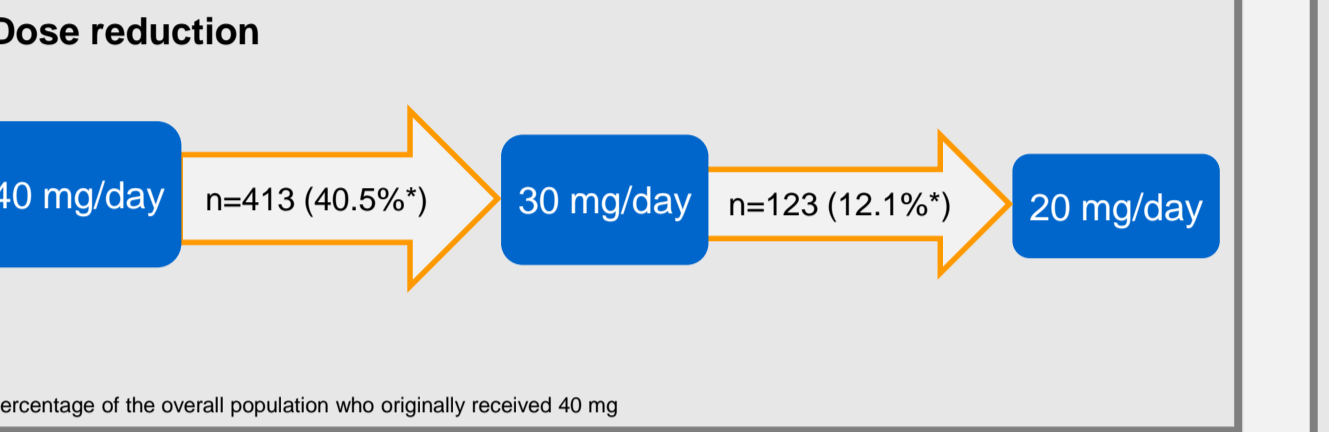 Dose reduction
40 mg/day
n=413 (40.5%*)
30 mg/day
n=123 (12.1%*)
20 mg/day
ercentage of the overall population who originally received 40 mg